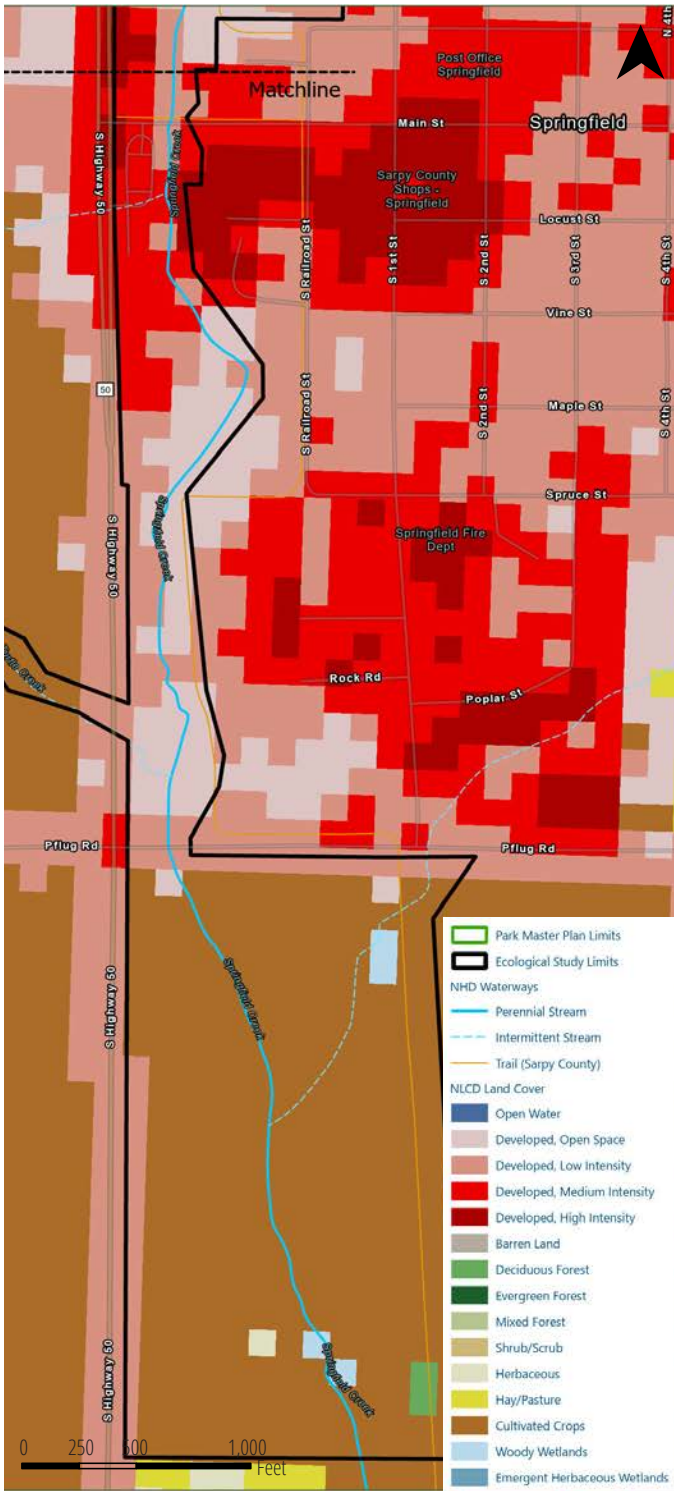 Post Office
Springfield
N 4th St
Matchline
Main St
Springfield
S Highway 50
Springfield Creek
Sarpy County
Shops -
Springfield
Locust St
S Railroad St
S 1st St
S 2nd St
S 3rd St
S 4th St
Vine St
50
S Railroad St
Maple St
S 2nd St
S 4th St
Spruce St
S Highway 50
Springfield Creek
Springfield Fire
Dept
Creek
Rock Rd
Poplar St
Pflug Rd
Pflug Rd
S Highway 50
Springfield Creek
S Highway 50
Springfield Creek
0 250 500 1,000
Feet
Park Master Plan Limits
Ecological Study Limits
NHD Waterways
Perennial Stream
Intermittent Stream
Trail (Sarpy County)
NLCD Land Cover
Open Water
Developed, Open Space
Developed, Low Intensity
Developed, Medium Intensity
Developed, High Intensity
Barren Land
Deciduous Forest
Evergreen Forest
Mixed Forest
Shrub/Scrub
Herbaceous
Hay/Pasture
Cultivated Crops
Woody Wetlands
Emergent Herbaceous Wetlands